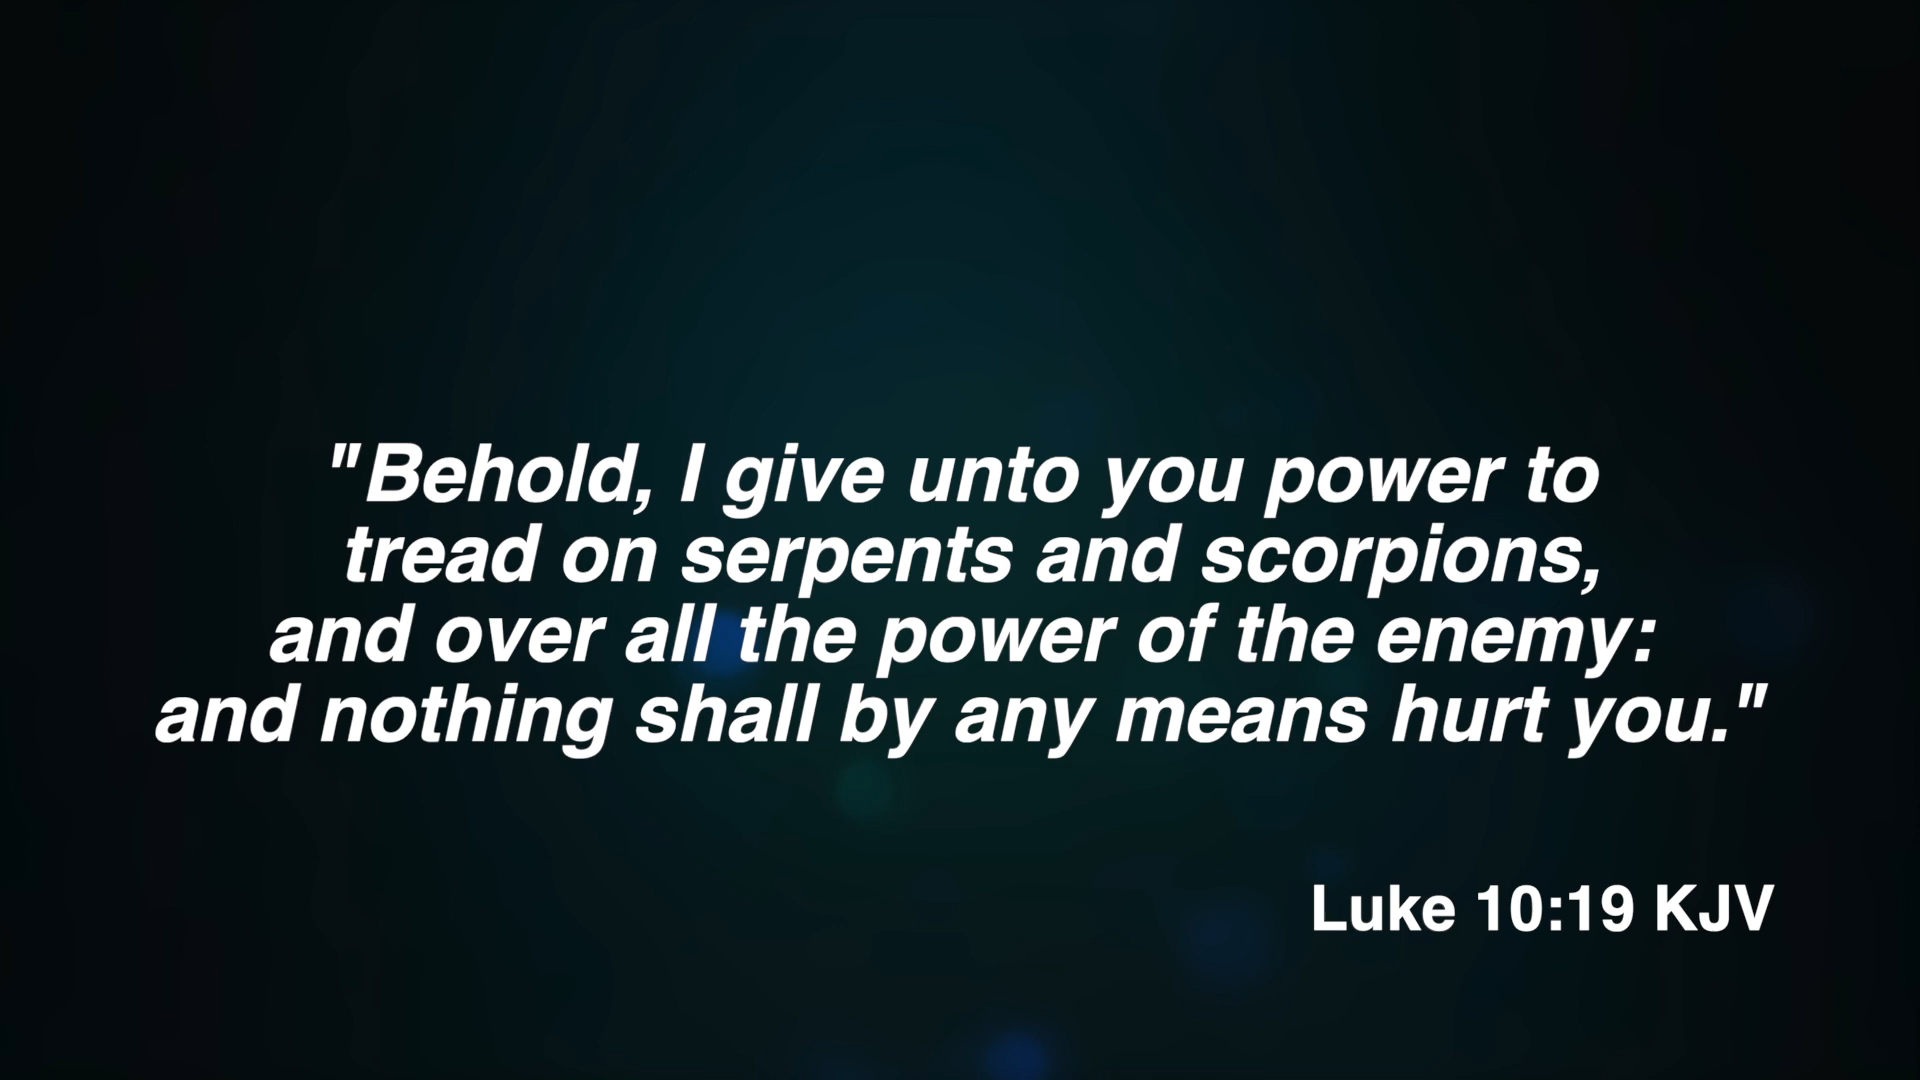 "Behold, I give unto you power to
tread on serpents and scorpions,
and over all the power of the enemy:
and nothing shall by any means hurt you."
Luke 10:19 KJV